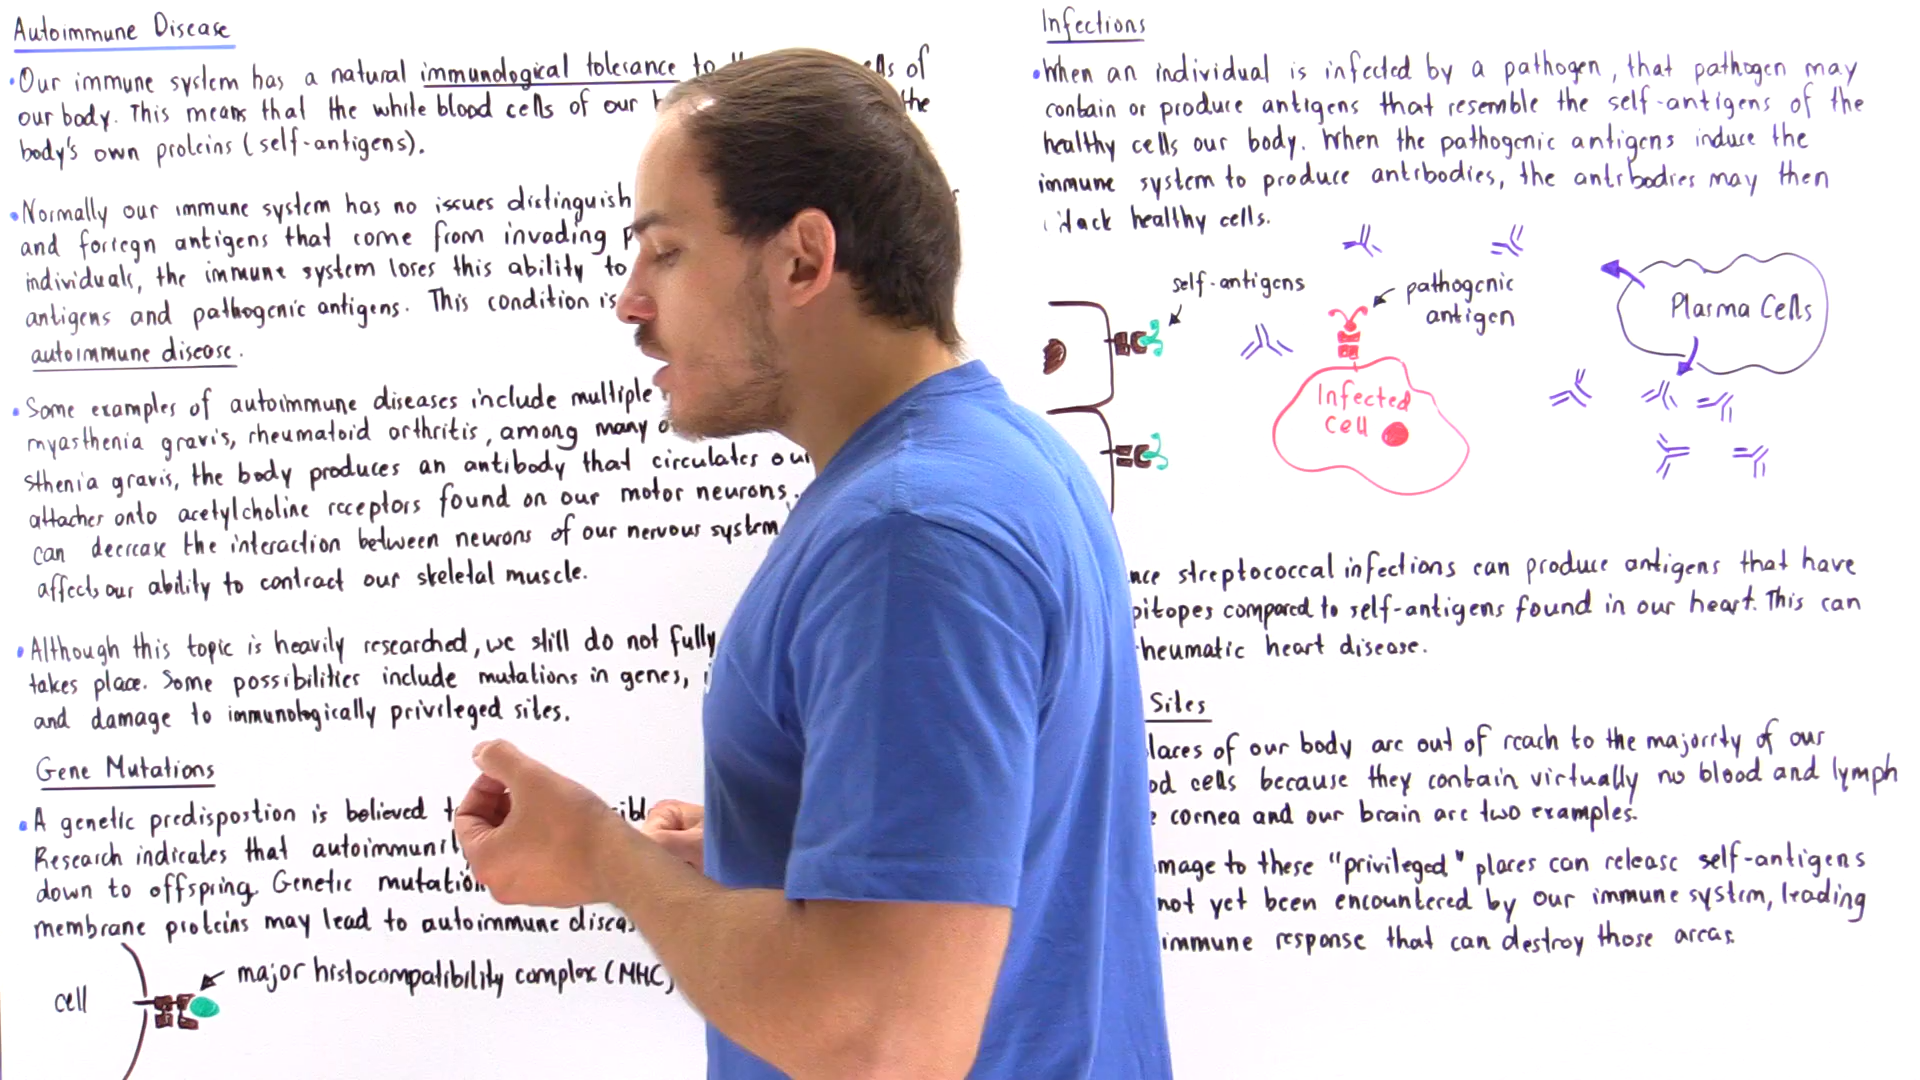 Autoimmune Disease
• Our immune system has a natural immunological tolerance to of
our body. This means that the white blood cells of our the
body's own proteins (self-antigens).
• Normally our immune system has no issues distinguish
and foreign antigens that come from invading
individuals, the immune system loses this ability to
antigens and pathogenic antigens. This condition is
autoimmune disease.
• Some examples of autoimmune diseases include multiple
myasthenia gravis, rheumatoid orthritis, among many
sthenia gravis, the body produces an antibody that circulates
attaches onto acetylcholine receptors found on our motor neurons.
can decrease the interaction between neurons of our nervous system
affects our ability to contract our skeletal muscle.
• Although this topic is heavily researched, we still do not fully
takes place. Some possibilities include mutations in genes,
and damage to immunologically privileged sites.
Gene Mutations
• A genetic predispostion is believed
Research indicates that autoimmuni
down to offspring. Genetic mutation
membrane proteins may lead to autoimmune diseas
major histocompatibility complex (MHC)
cell
Infections
• When an individual is infected by a pathogen, that pathogen may
contain or produce antigens that resemble the self-antigens of the
healthy cells our body. When the pathogenic antigens induce the
immune system to produce antibodies, the antibodies may then
attack healthy cells.
self-antigens
pathogenic
antigen
Plasma Cells
Infected
Cell
nce streptococcal infections can produce antigens that have
pitopes compared to self-antigens found in our heart. This can
rheumatic heart disease.
Sites
laces of our body are out of reach to the majority of our
od cells because they contain virtually no blood and lymph
cornea and our brain are two examples.
mage to these "privileged" places can release self-antigens
not yet been encountered by our immune system, leading
immune response that can destroy those areas.